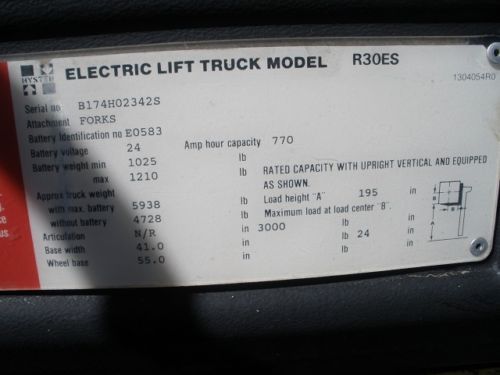 HYSTER ELECTRIC LIFT TRUCK MODEL R30ES
1304054R0
Serial no B174H02342S
Attachment FORKS
Battery Identification no E0583
Battery voltage 24 Amp hour capacity 770
Battery weight min 1025 lb
max 1210 lb
RATED CAPACITY WITH UPRIGHT VERTICAL AND EQUIPPED
AS SHOWN.
Approx truck weight
with max. battery 5938 lb
without battery 4728 lb
Articulation N/R in
Base width 41.0 in
Wheel base 55.0 in
Load height "A" 195 in
Maximum load at load center "B".
3000 lb 24 in
lb in